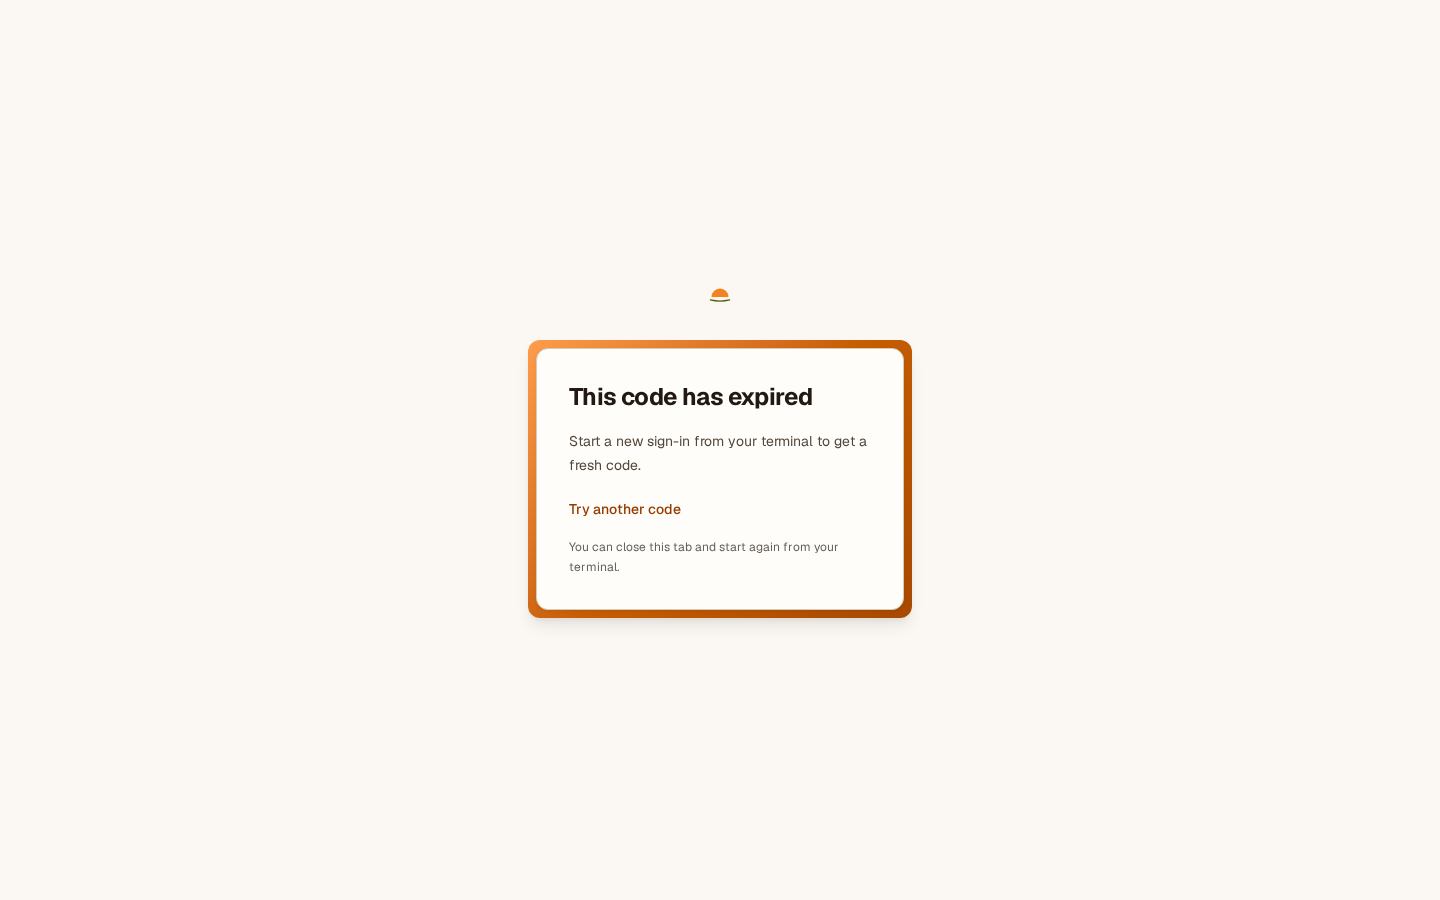 This code has expired
Start a new sign-in from your terminal to get a
fresh code.
Try another code
You can close this tab and start again from your
terminal.